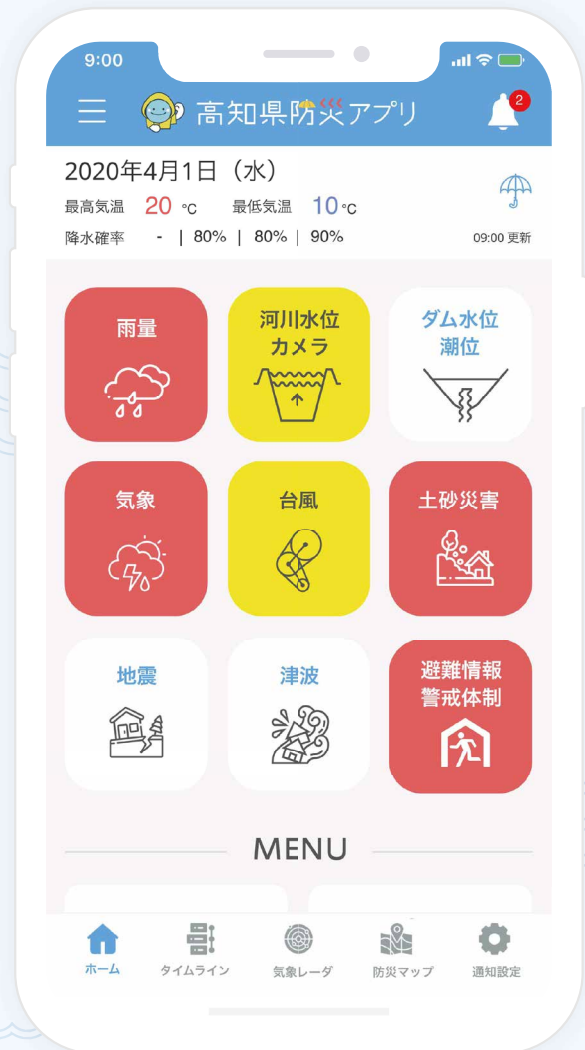 9:00
高知県防災アプリ
2
2020年4月1日（水）
最高気温 20 ℃ 最低気温 10 ℃
降水確率 - | 80% | 80% | 90%
09:00 更新
雨量
河川水位
カメラ
ダム水位
潮位
気象
台風
土砂災害
地震
津波
避難情報
警戒体制
MENU
ホーム
タイムライン
気象レーダ
防災マップ
通知設定